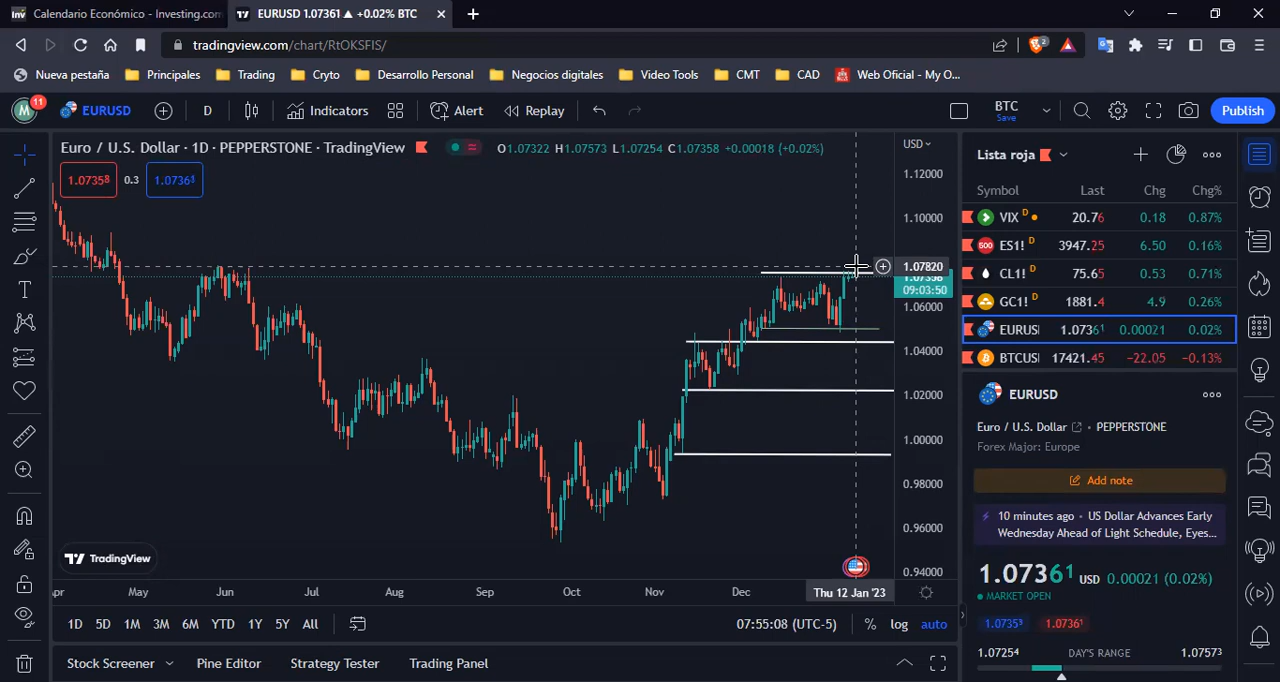 Inv Calendario Económico - Investing.com
EURUSD 1.07361 ▲ +0.02% BTC
tradingview.com/chart/RtOKSFIS/
2
Nueva pestaña Principales Trading Cryto Desarrollo Personal Negocios digitales Video Tools CMT CAD Web Oficial - My O...
M 11 EURUSD D Indicators Alert Replay BTC Save Publish
Euro / U.S. Dollar · 1D · PEPPERSTONE · TradingView O1.07322 H1.07573 L1.07254 C1.07358 +0.00018 (+0.02%) USD
1.07358 0.3 1.07361
1.12000
1.10000
1.07820
1.07358
09:03:50
1.06000
1.04000
1.02000
1.00000
0.98000
0.96000
0.94000
TradingView
pr May Jun Jul Aug Sep Oct Nov Dec Thu 12 Jan '23
1D 5D 1M 3M 6M YTD 1Y 5Y All 07:55:08 (UTC-5) % log auto
Stock Screener Pine Editor Strategy Tester Trading Panel
Lista roja
Symbol Last Chg Chg%
VIX D 20.76 0.18 0.87%
500 ES1! D 3947.25 6.50 0.16%
CL1! D 75.65 0.53 0.71%
GC1! D 1881.4 4.9 0.26%
EURUS 1.07361 0.00021 0.02%
BTCUS 17421.45 −22.05 −0.13%
EURUSD
Euro / U.S. Dollar · PEPPERSTONE
Forex Major: Europe
Add note
10 minutes ago · US Dollar Advances Early
Wednesday Ahead of Light Schedule, Eyes...
1.07361 USD 0.00021 (0.02%)
MARKET OPEN
1.07353 1.07361
1.07254 DAY'S RANGE 1.07573